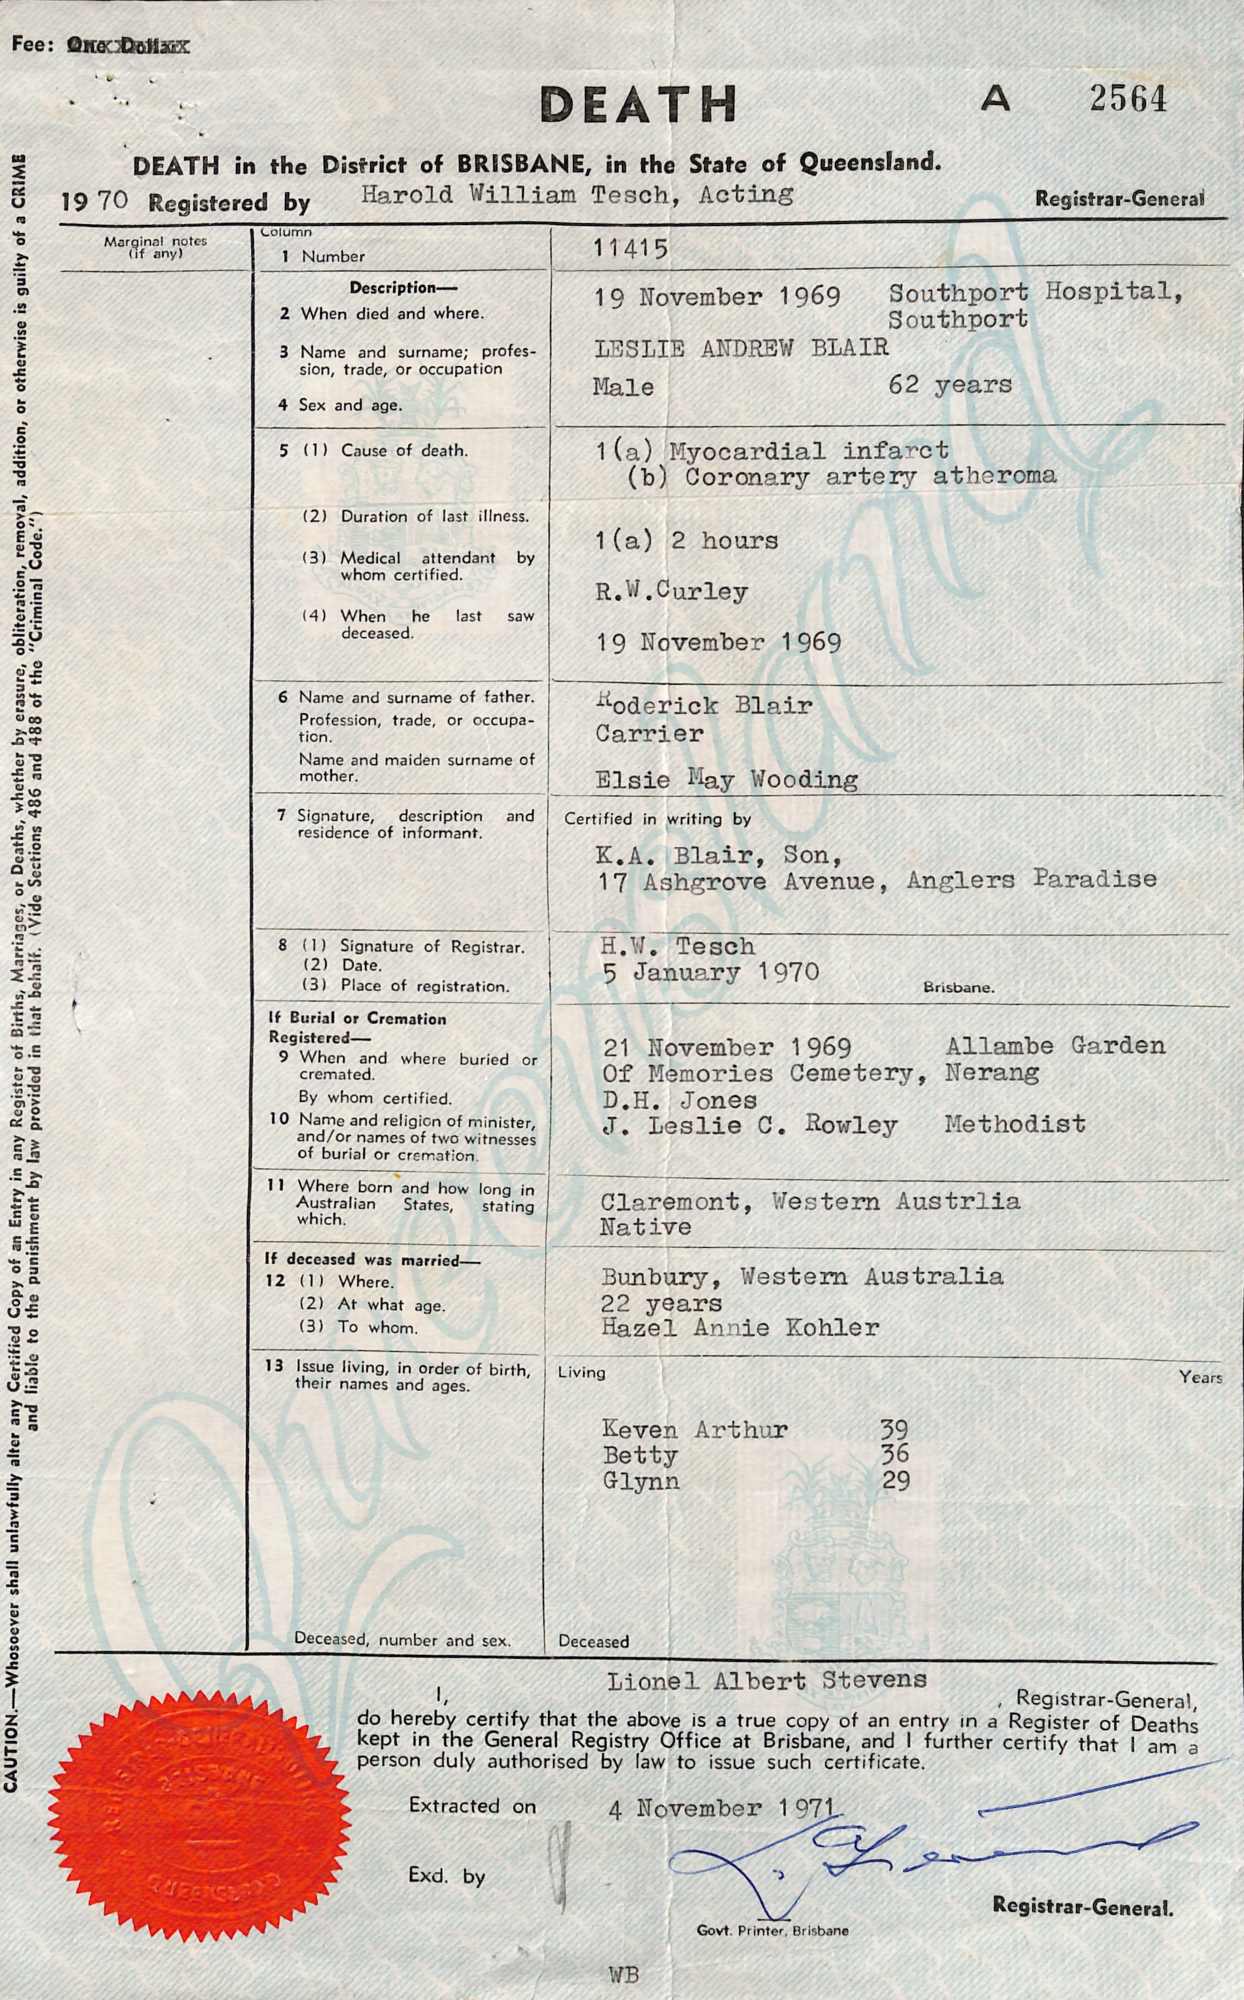 Fee: One Dollar
DEATH A 2564
DEATH in the District of BRISBANE, in the State of Queensland.
1970 Registered by Harold William Tesch, Acting Registrar-General
Marginal notes
(if any)
Column
1 Number 11415
Description—
2 When died and where. 19 November 1969 Southport Hospital,
Southport
3 Name and surname; profes-
sion, trade, or occupation
LESLIE ANDREW BLAIR
4 Sex and age. Male 62 years
5 (1) Cause of death. 1(a) Myocardial infarct
(b) Coronary artery atheroma
(2) Duration of last illness. 1(a) 2 hours
(3) Medical attendant by
whom certified.
R.W.Curley
(4) When he last saw
deceased.
19 November 1969
6 Name and surname of father. Roderick Blair
Profession, trade, or occupa-
tion.
Carrier
Name and maiden surname of
mother.
Elsie May Wooding
7 Signature, description and
residence of informant.
Certified in writing by
K.A. Blair, Son,
17 Ashgrove Avenue, Anglers Paradise
8 (1) Signature of Registrar. H.W. Tesch
(2) Date. 5 January 1970
(3) Place of registration. Brisbane.
If Burial or Cremation
Registered—
9 When and where buried or
cremated.
21 November 1969 Allambe Garden
Of Memories Cemetery, Nerang
By whom certified. D.H. Jones
10 Name and religion of minister,
and/or names of two witnesses
of burial or cremation.
J. Leslie C. Rowley Methodist
11 Where born and how long in
Australian States, stating
which.
Claremont, Western Austrlia
Native
If deceased was married—
12 (1) Where. Bunbury, Western Australia
(2) At what age. 22 years
(3) To whom. Hazel Annie Kohler
13 Issue living, in order of birth,
their names and ages.
Living Years
Keven Arthur 39
Betty 36
Glynn 29
Deceased, number and sex. Deceased
I, Lionel Albert Stevens , Registrar-General,
do hereby certify that the above is a true copy of an entry in a Register of Deaths
kept in the General Registry Office at Brisbane, and I further certify that I am a
person duly authorised by law to issue such certificate.
Extracted on 4 November 1971
Exd. by
Registrar-General.
Govt. Printer, Brisbane
WB
CAUTION.—Whosoever shall unlawfully alter any Certified Copy of an Entry in any Register of Births, Marriages, or Deaths, whether by erasure, obliteration, removal, addition, or otherwise is guilty of a CRIME
and liable to the punishment by law provided in that behalf. (Vide Sections 486 and 488 of the "Criminal Code.")
Queensland
BRISBANE
QUEENSLAND